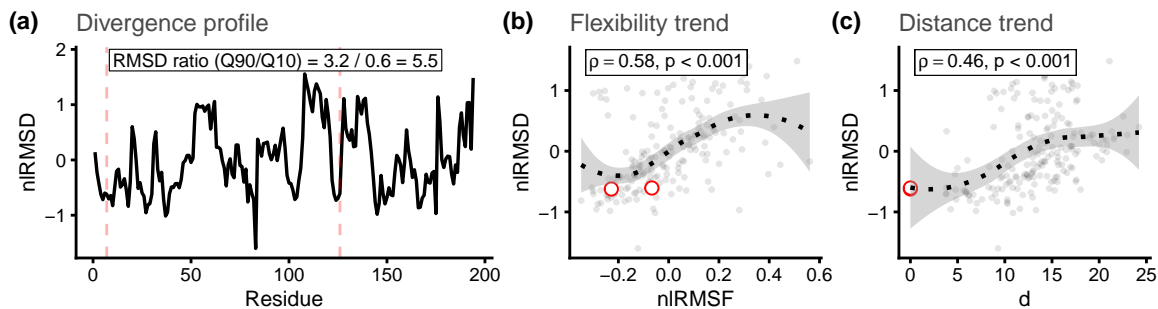 (a) Divergence profile
RMSD ratio (Q90/Q10) = 3.2 / 0.6 = 5.5
nlRMSD
2
1
0
−1
0 50 100 150 200
Residue
(b) Flexibility trend
ρ = 0.58, p < 0.001
nlRMSD
1
0
−1
−0.2 0.0 0.2 0.4 0.6
nlRMSF
(c) Distance trend
ρ = 0.46, p < 0.001
nlRMSD
1
0
−1
0 5 10 15 20 25
d